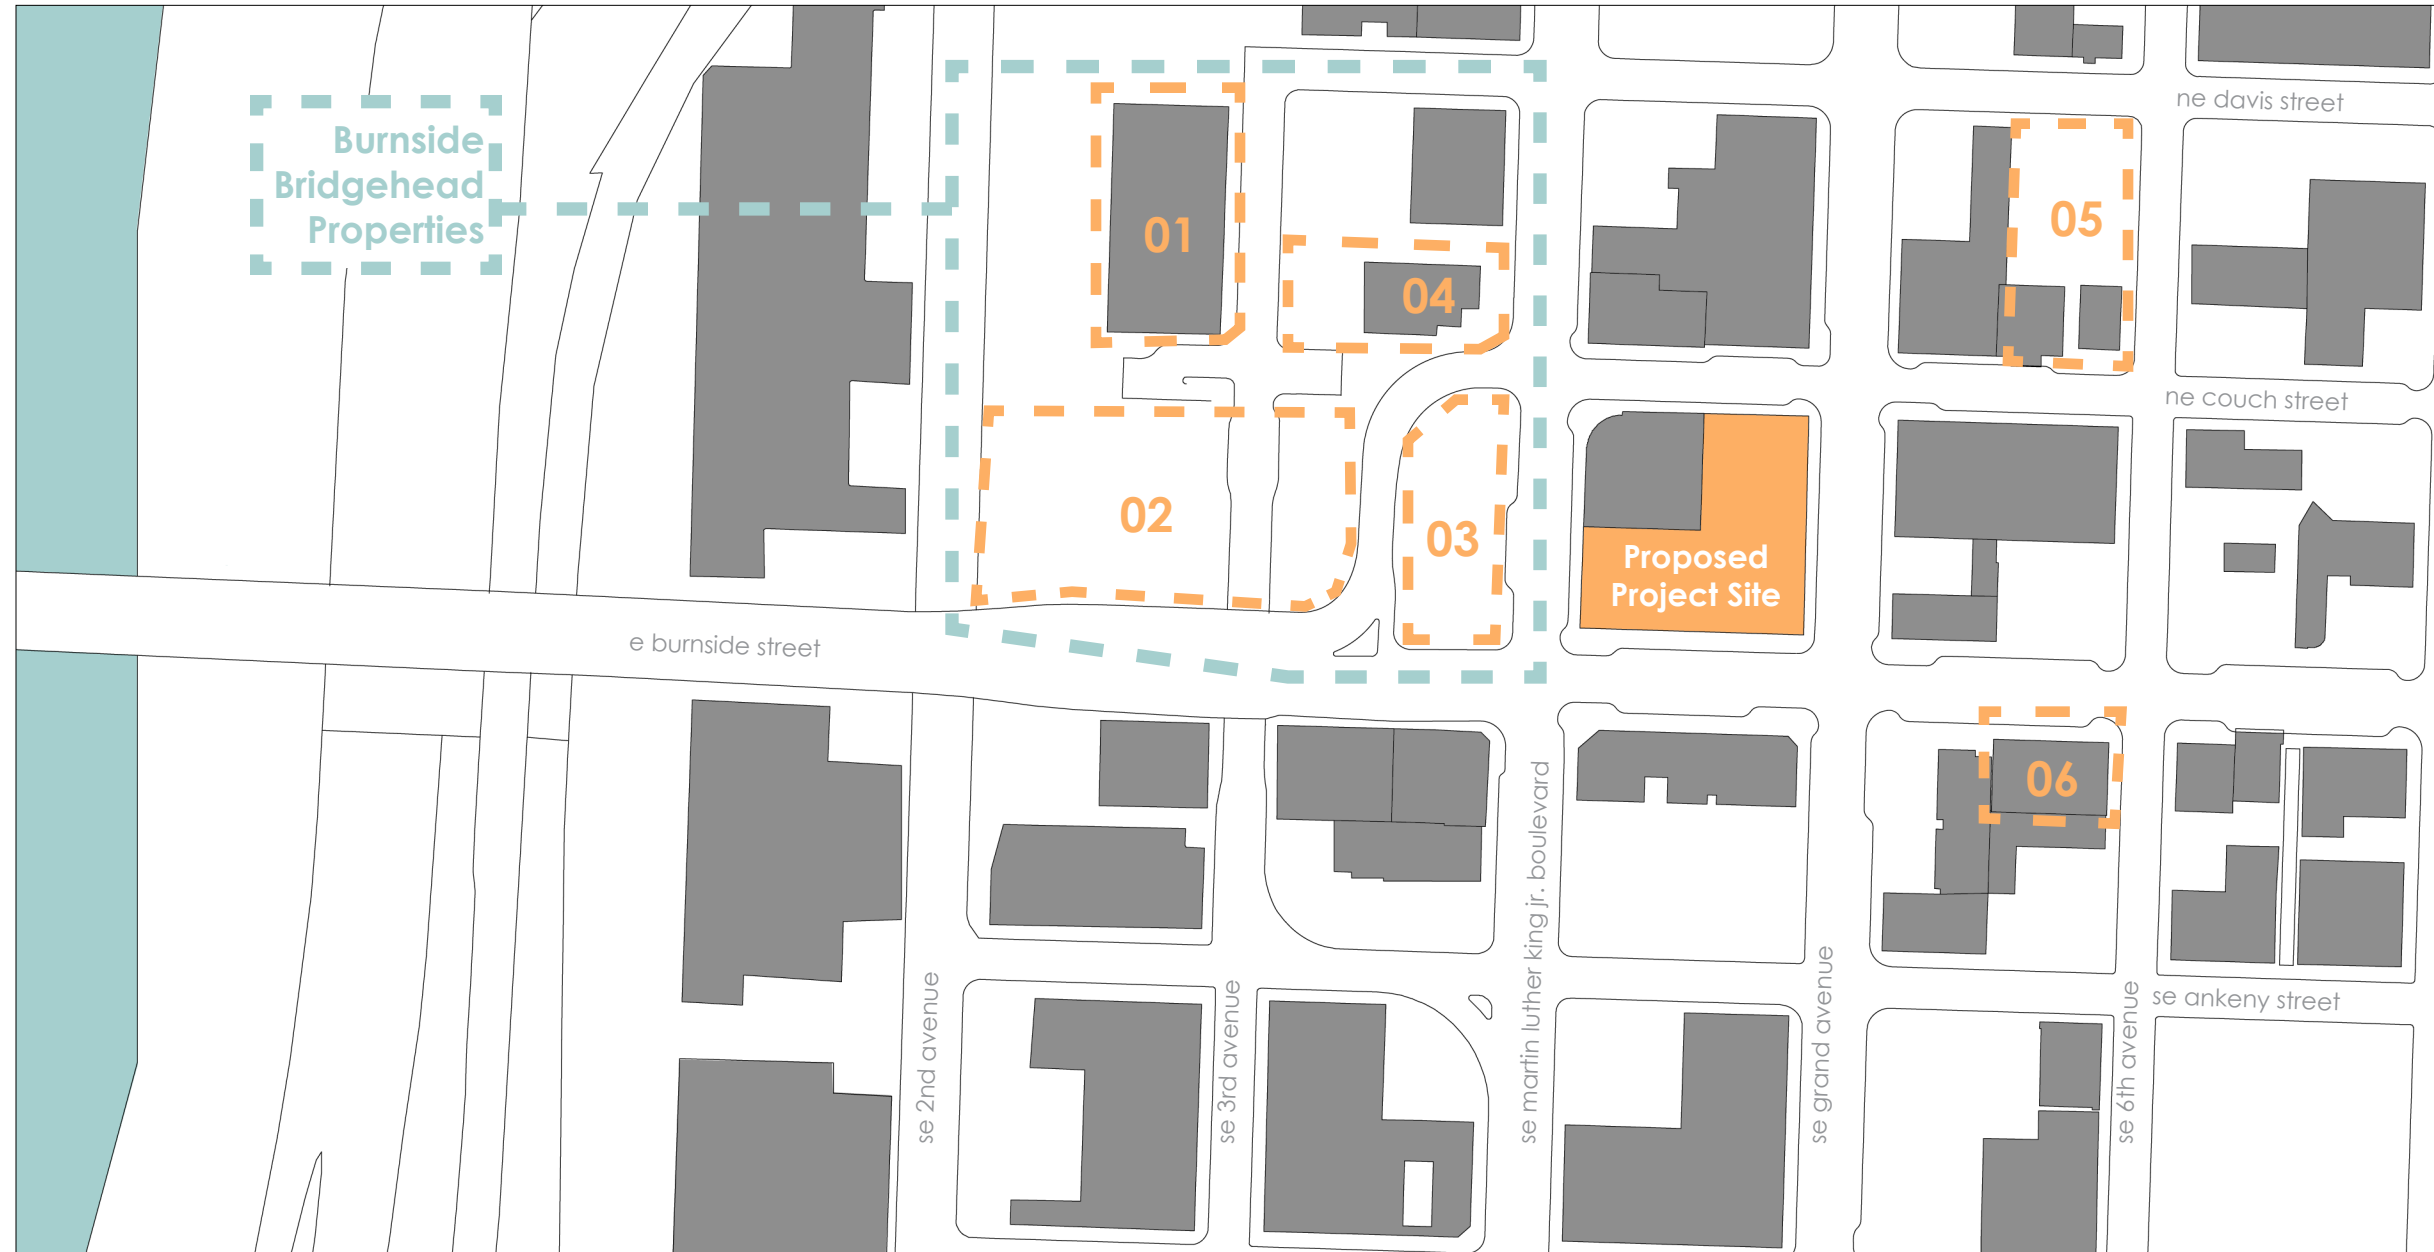 ne davis street
Burnside
Bridgehead
Properties
01
04
05
ne couch street
02
03
Proposed
Project Site
e burnside street
06
se 2nd avenue
se 3rd avenue
se martin luther king jr. boulevard
se grand avenue
se 6th avenue
se ankeny street